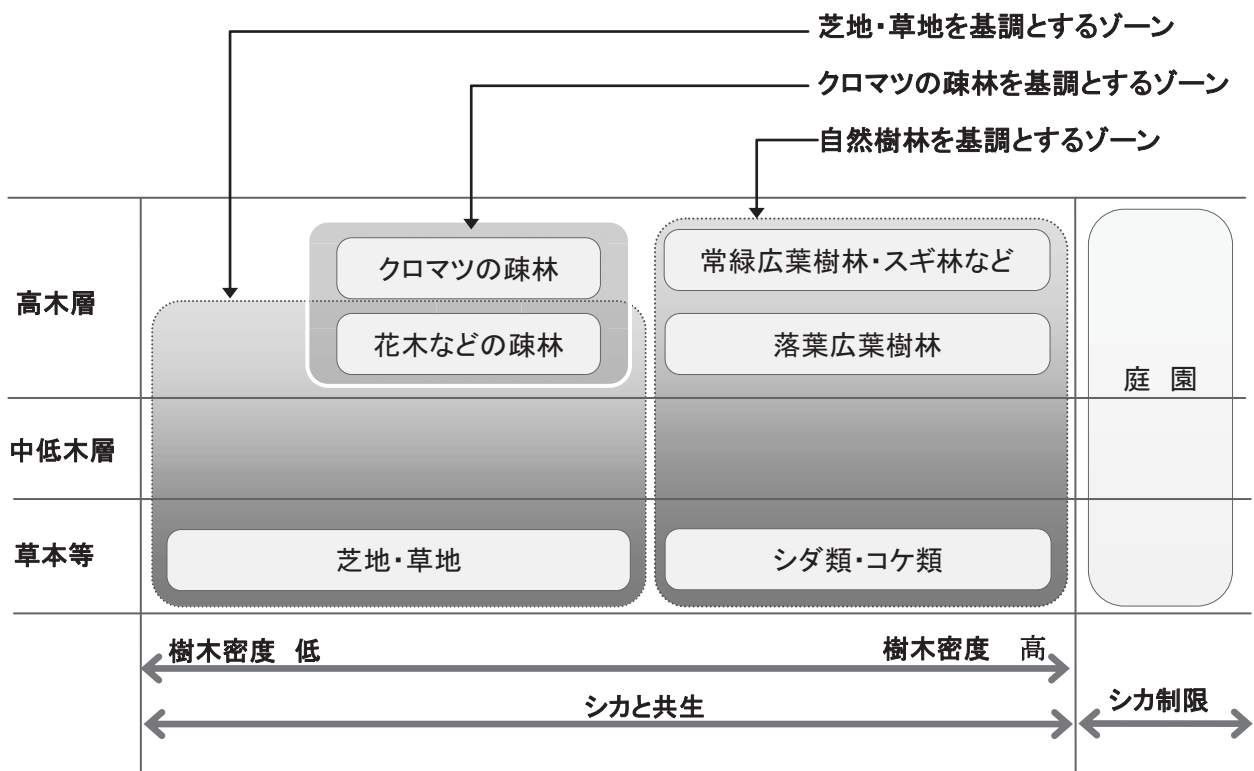 芝地・草地を基調とするゾーン
クロマツの疎林を基調とするゾーン
自然樹林を基調とするゾーン
高木層
クロマツの疎林
花木などの疎林
常緑広葉樹林・スギ林など
落葉広葉樹林
庭 園
中低木層
草本等
芝地・草地
シダ類・コケ類
樹木密度 低
樹木密度 高
シカと共生
シカ制限